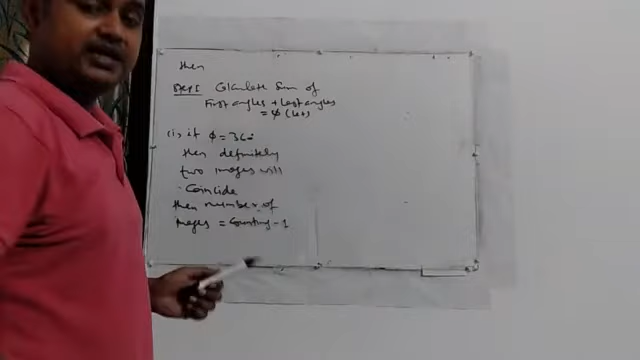 then
Step I Calculate Sum of
First angles + Last angles
= φ (let)
(i) if φ = 360
then definitely
two images will
Coincide
then number of
images = Counting - 1